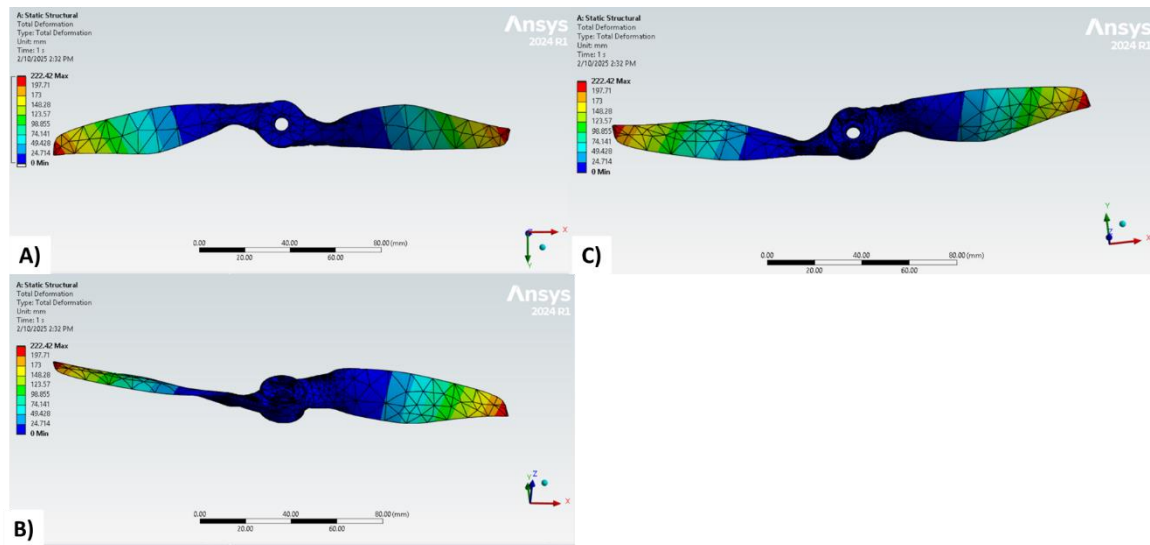 A: Static Structural
Total Deformation
Type: Total Deformation
Unit: mm
Time: 1 s
2/10/2025 2:32 PM
222.42 Max
197.71
173
148.28
123.57
98.855
74.141
49.428
24.714
0 Min
Ansys
2024 R1
0.00 40.00 80.00 (mm)
20.00 60.00
X
Y
A)
A: Static Structural
Total Deformation
Type: Total Deformation
Unit: mm
Time: 1 s
2/10/2025 2:32 PM
222.42 Max
197.71
173
148.28
123.57
98.855
74.141
49.428
24.714
0 Min
Ansys
2024 R1
0.00 40.00 80.00 (mm)
20.00 60.00
Y
Z
X
C)
A: Static Structural
Total Deformation
Type: Total Deformation
Unit: mm
Time: 1 s
2/10/2025 2:32 PM
222.42 Max
197.71
173
148.28
123.57
98.855
74.141
49.428
24.714
0 Min
Ansys
2024 R1
0.00 40.00 80.00 (mm)
20.00 60.00
Y Z
X
B)